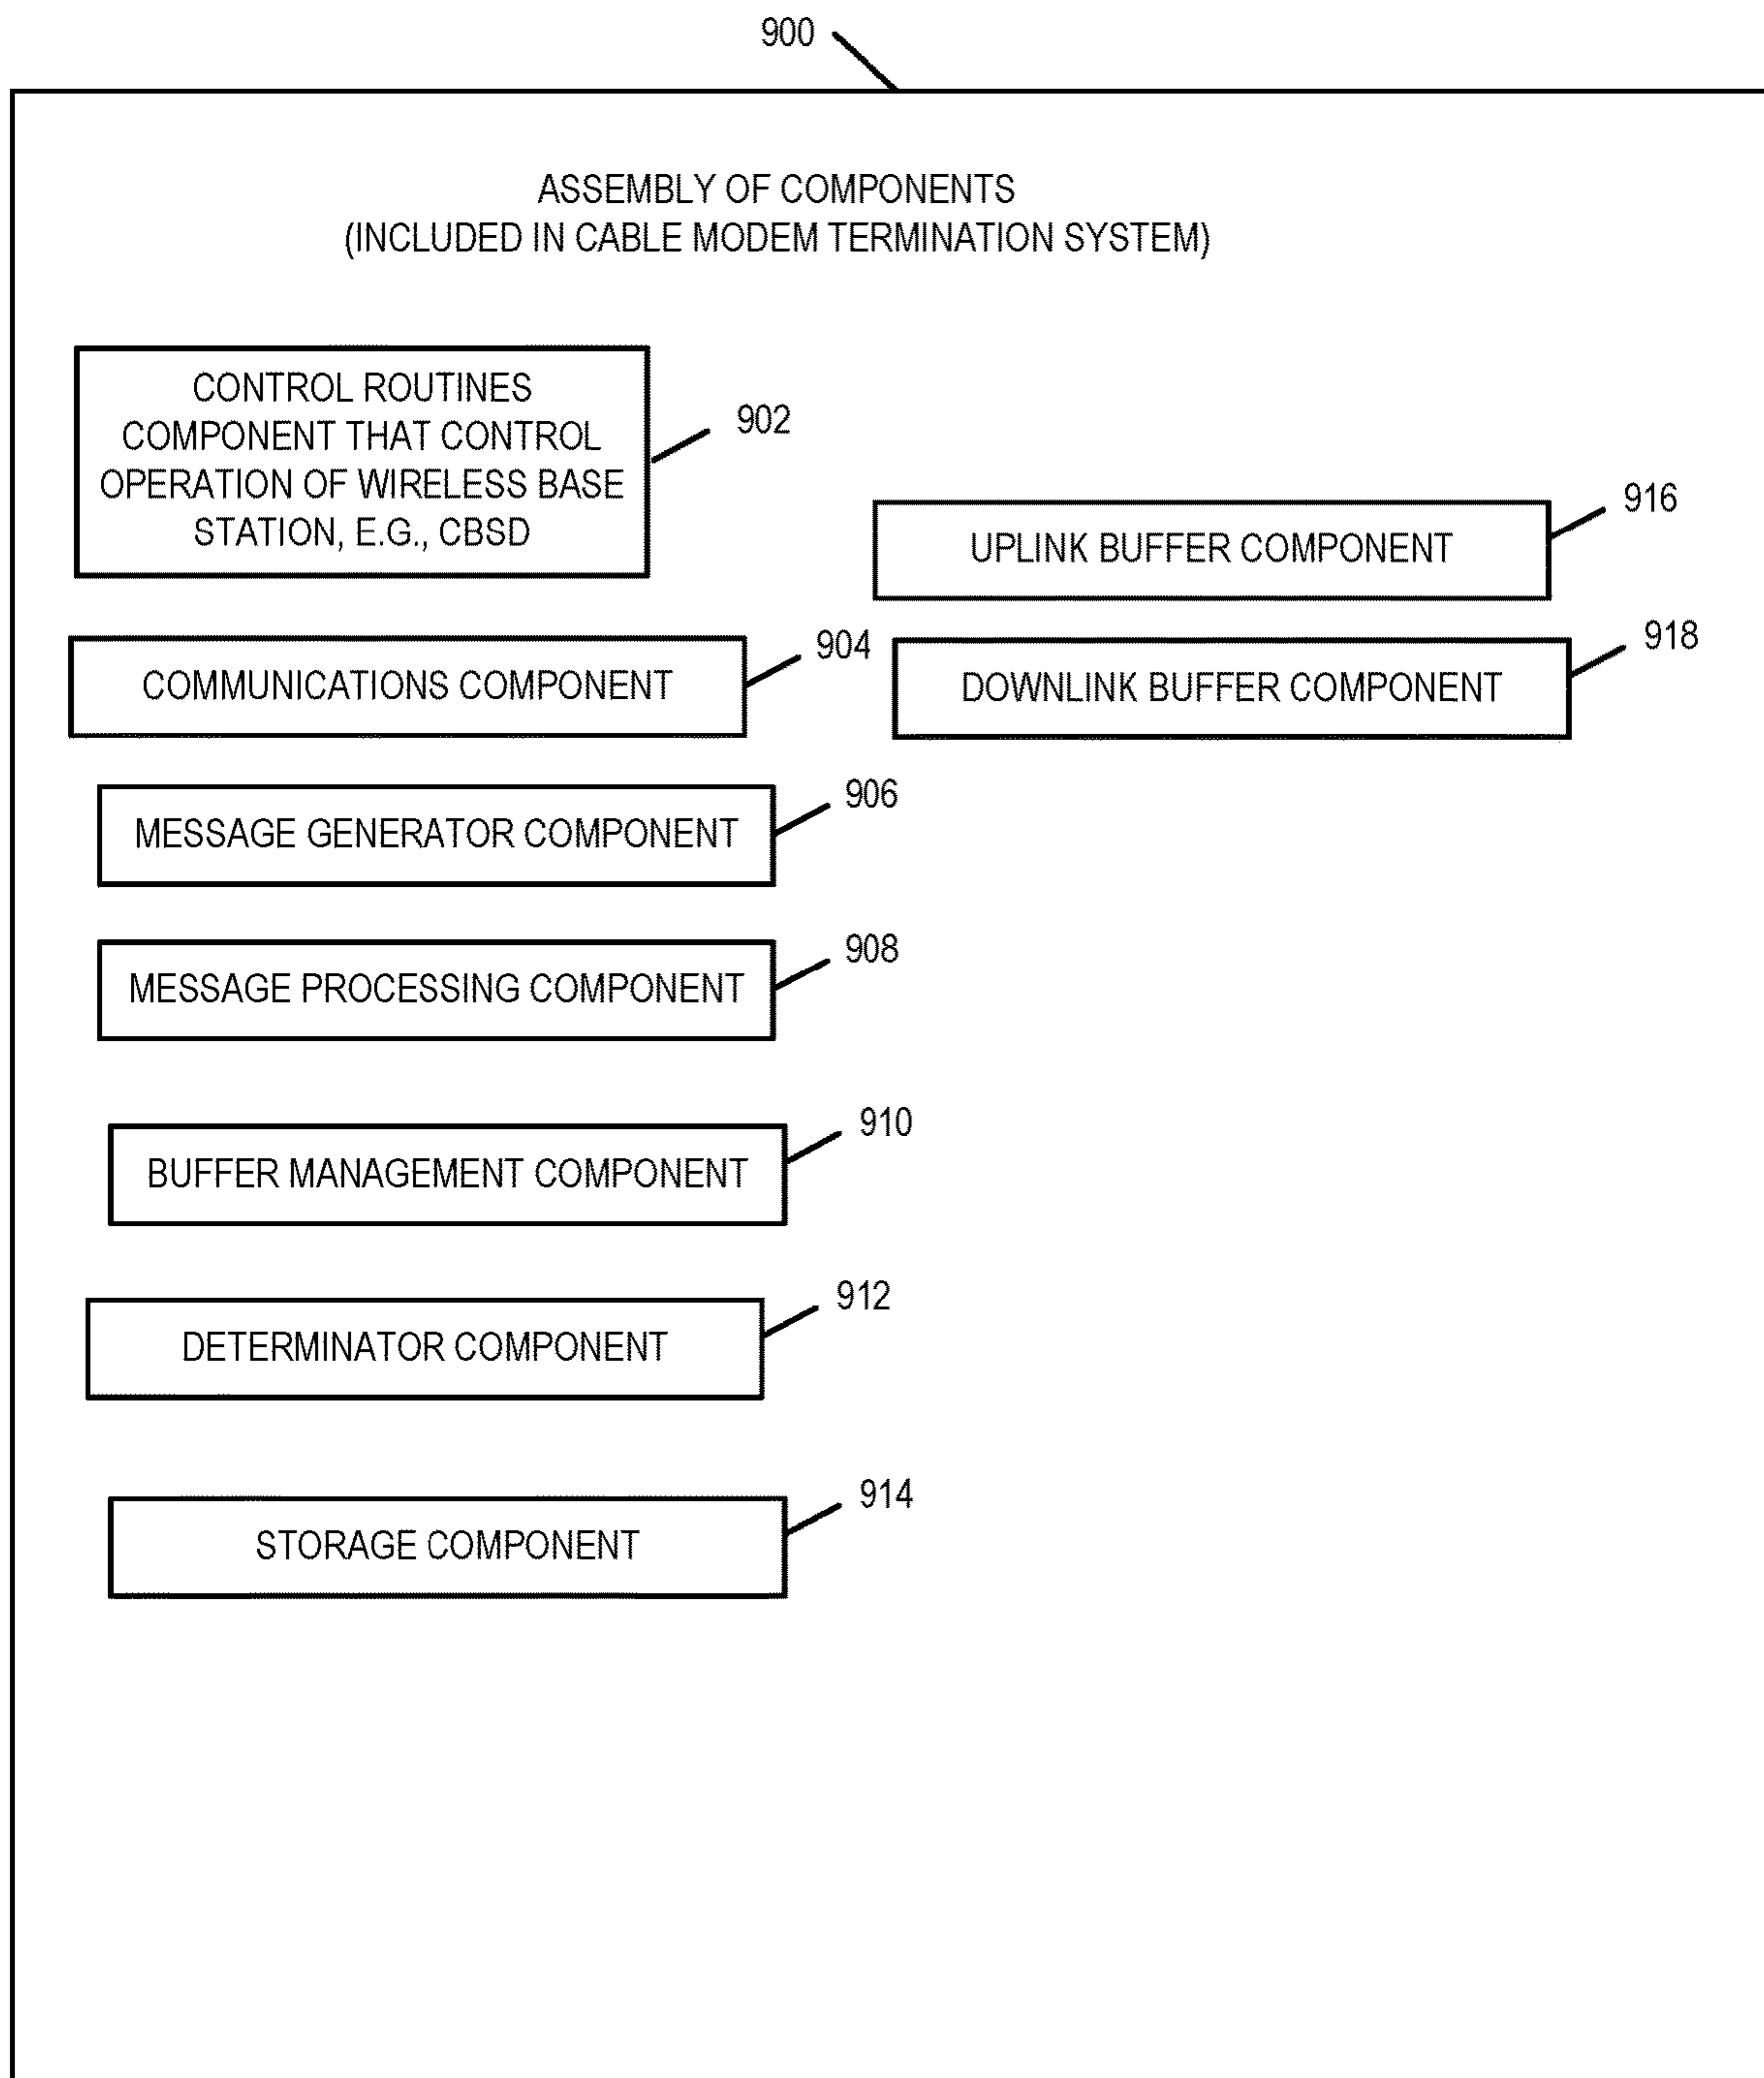 900
ASSEMBLY OF COMPONENTS
(INCLUDED IN CABLE MODEM TERMINATION SYSTEM)
CONTROL ROUTINES
COMPONENT THAT CONTROL
OPERATION OF WIRELESS BASE
STATION, E.G., CBSD
902
COMMUNICATIONS COMPONENT
904
MESSAGE GENERATOR COMPONENT
906
MESSAGE PROCESSING COMPONENT
908
BUFFER MANAGEMENT COMPONENT
910
DETERMINATOR COMPONENT
912
STORAGE COMPONENT
914
UPLINK BUFFER COMPONENT
916
DOWNLINK BUFFER COMPONENT
918